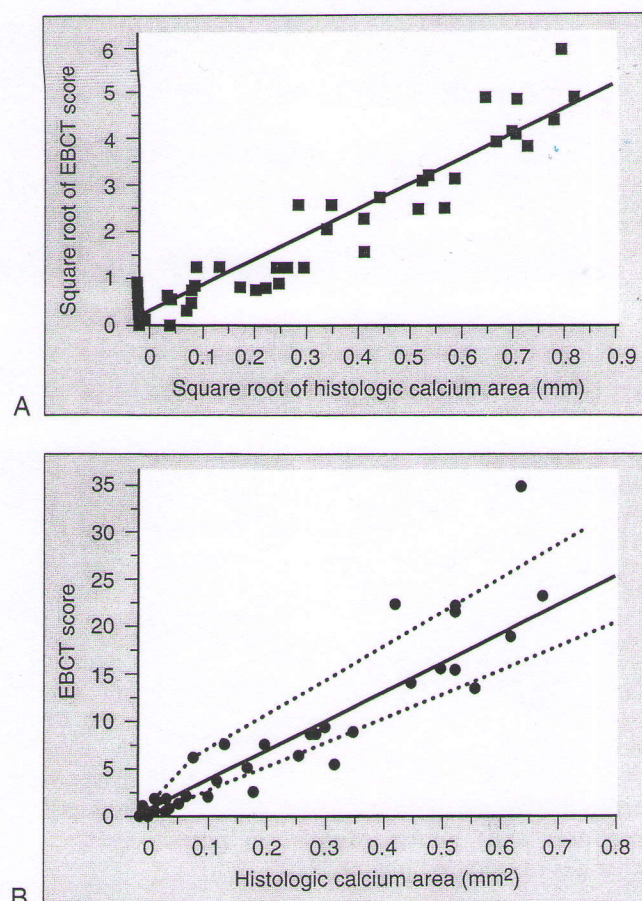 6
5
4
3
2
1
0
Square root of EBCT score
0 0.1 0.2 0.3 0.4 0.5 0.6 0.7 0.8 0.9
Square root of histologic calcium area (mm)
A
35
30
25
20
15
10
5
0
EBCT score
0 0.1 0.2 0.3 0.4 0.5 0.6 0.7 0.8
Histologic calcium area (mm²)
B